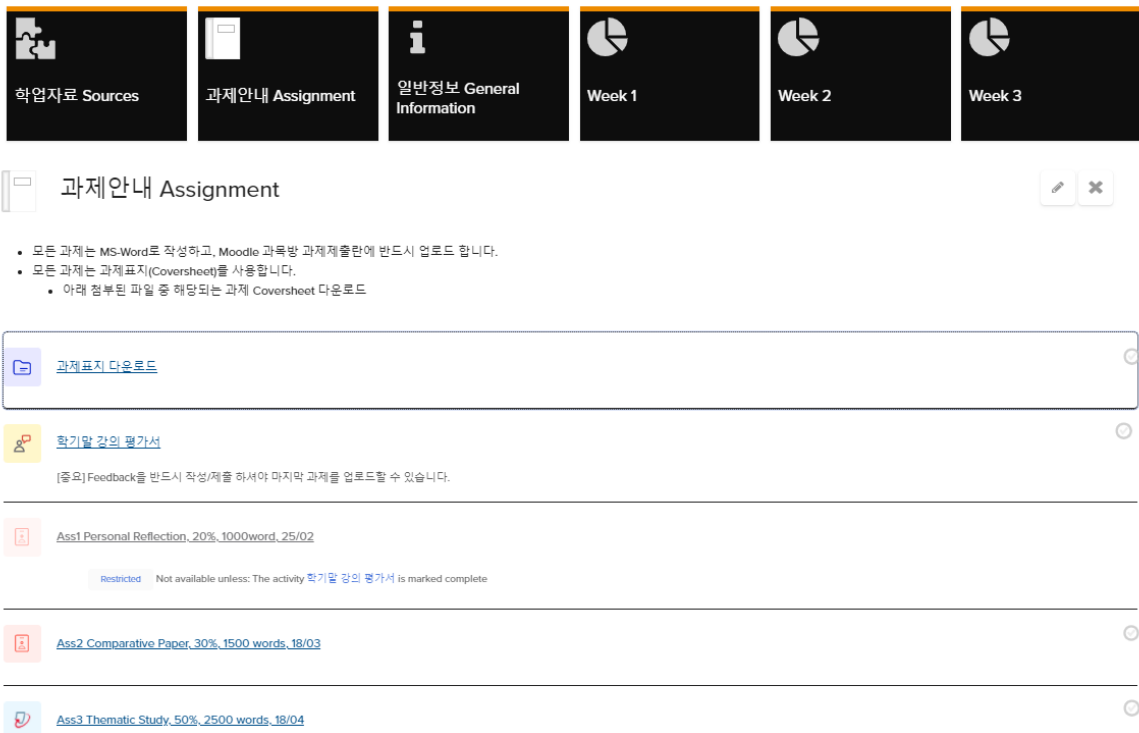 학업자료 Sources
과제안내 Assignment
일반정보 General
Information
Week 1
Week 2
Week 3
과제안내 Assignment
모든 과제는 MS-Word로 작성하고, Moodle 과목방 과제제출란에 반드시 업로드 합니다.
모든 과제는 과제표지(Coversheet)를 사용합니다.
아래 첨부된 파일 중 해당되는 과제 Coversheet 다운로드
과제표지 다운로드
학기말 강의 평가서
[중요] Feedback을 반드시 작성/제출 하셔야 마지막 과제를 업로드할 수 있습니다.
Ass1 Personal Reflection, 20%, 1000word, 25/02
Restricted Not available unless: The activity 학기말 강의 평가서 is marked complete
Ass2 Comparative Paper, 30%, 1500 words, 18/03
Ass3 Thematic Study, 50%, 2500 words, 18/04